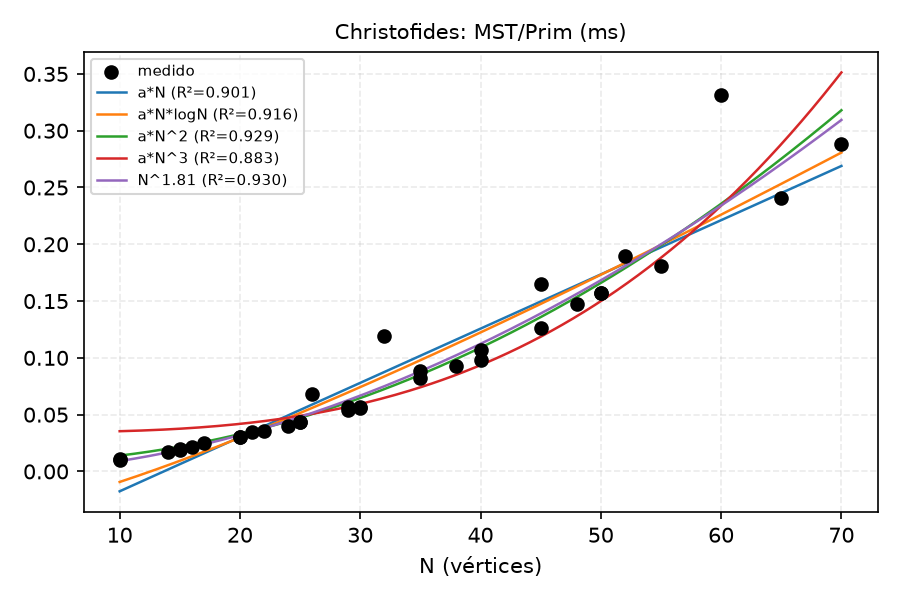 Christofides: MST/Prim (ms)
0.35
0.30
0.25
0.20
0.15
0.10
0.05
0.00
medido
a*N (R²=0.901)
a*N*logN (R²=0.916)
a*N^2 (R²=0.929)
a*N^3 (R²=0.883)
N^1.81 (R²=0.930)
10 20 30 40 50 60 70
N (vértices)